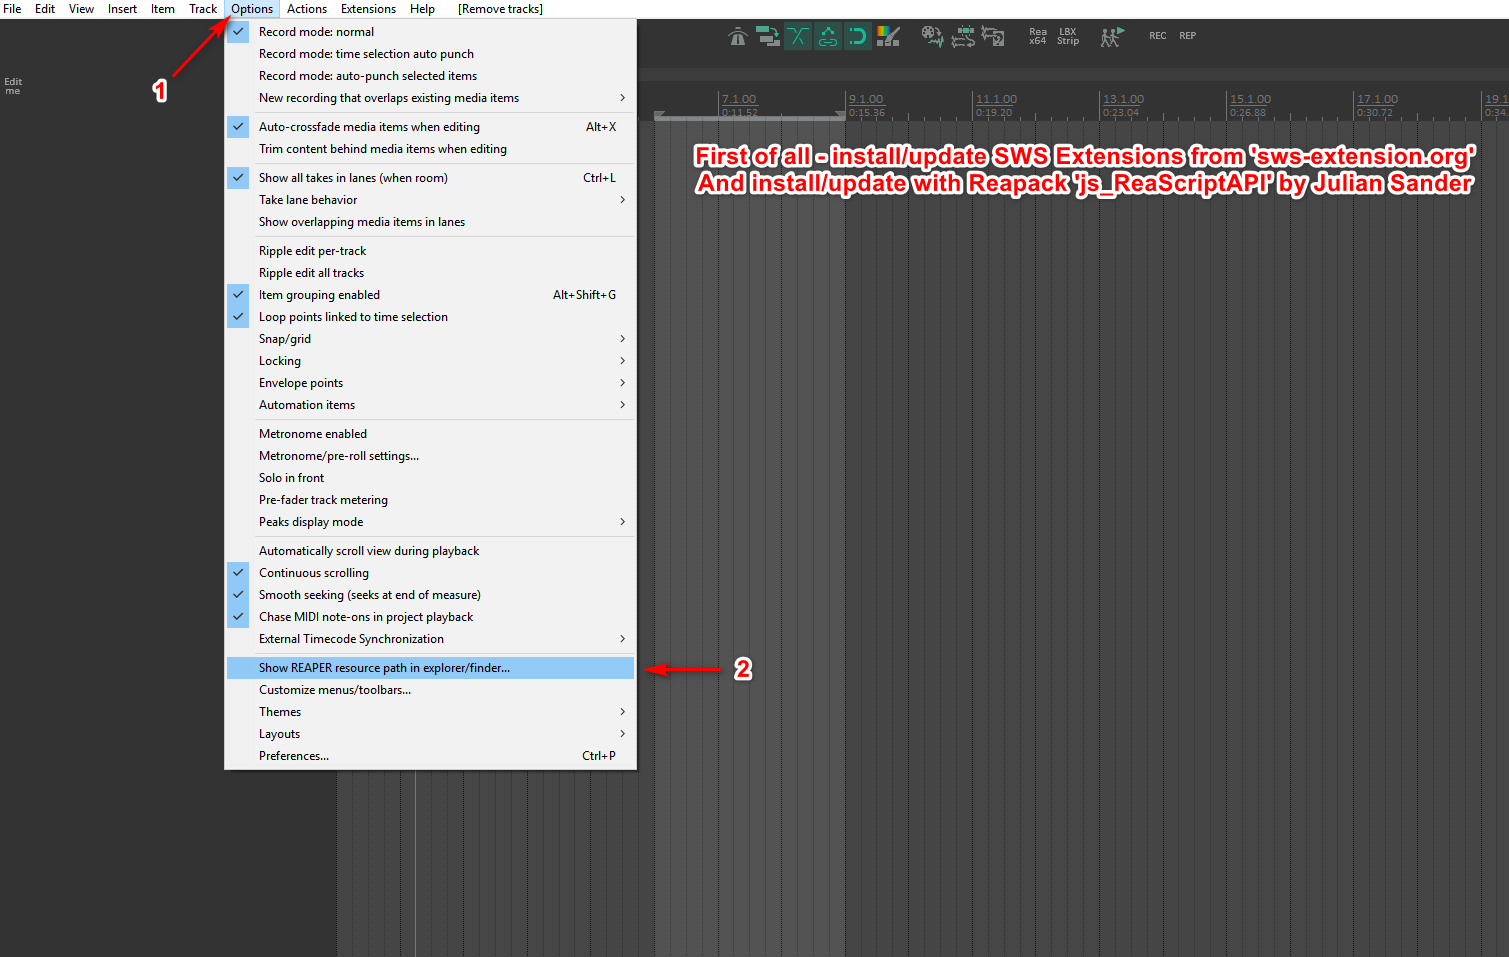 File Edit View Insert Item Track Options Actions Extensions Help [Remove tracks]
1
Edit
me
Record mode: normal
Record mode: time selection auto punch
Record mode: auto-punch selected items
New recording that overlaps existing media items
Auto-crossfade media items when editing Alt+X
Trim content behind media items when editing
Show all takes in lanes (when room) Ctrl+L
Take lane behavior
Show overlapping media items in lanes
Ripple edit per-track
Ripple edit all tracks
Item grouping enabled Alt+Shift+G
Loop points linked to time selection
Snap/grid
Locking
Envelope points
Automation items
Metronome enabled
Metronome/pre-roll settings...
Solo in front
Pre-fader track metering
Peaks display mode
Automatically scroll view during playback
Continuous scrolling
Smooth seeking (seeks at end of measure)
Chase MIDI note-ons in project playback
External Timecode Synchronization
Show REAPER resource path in explorer/finder...
Customize menus/toolbars...
Themes
Layouts
Preferences... Ctrl+P
2
Rea
x64
LBX
Strip
REC REP
7.1.00 9.1.00 11.1.00 13.1.00 15.1.00 17.1.00 19.1
0:11.52 0:15.36 0:19.20 0:23.04 0:26.88 0:30.72 0:34.
First of all - install/update SWS Extensions from 'sws-extension.org'
And install/update with Reapack 'js_ReaScriptAPI' by Julian Sander